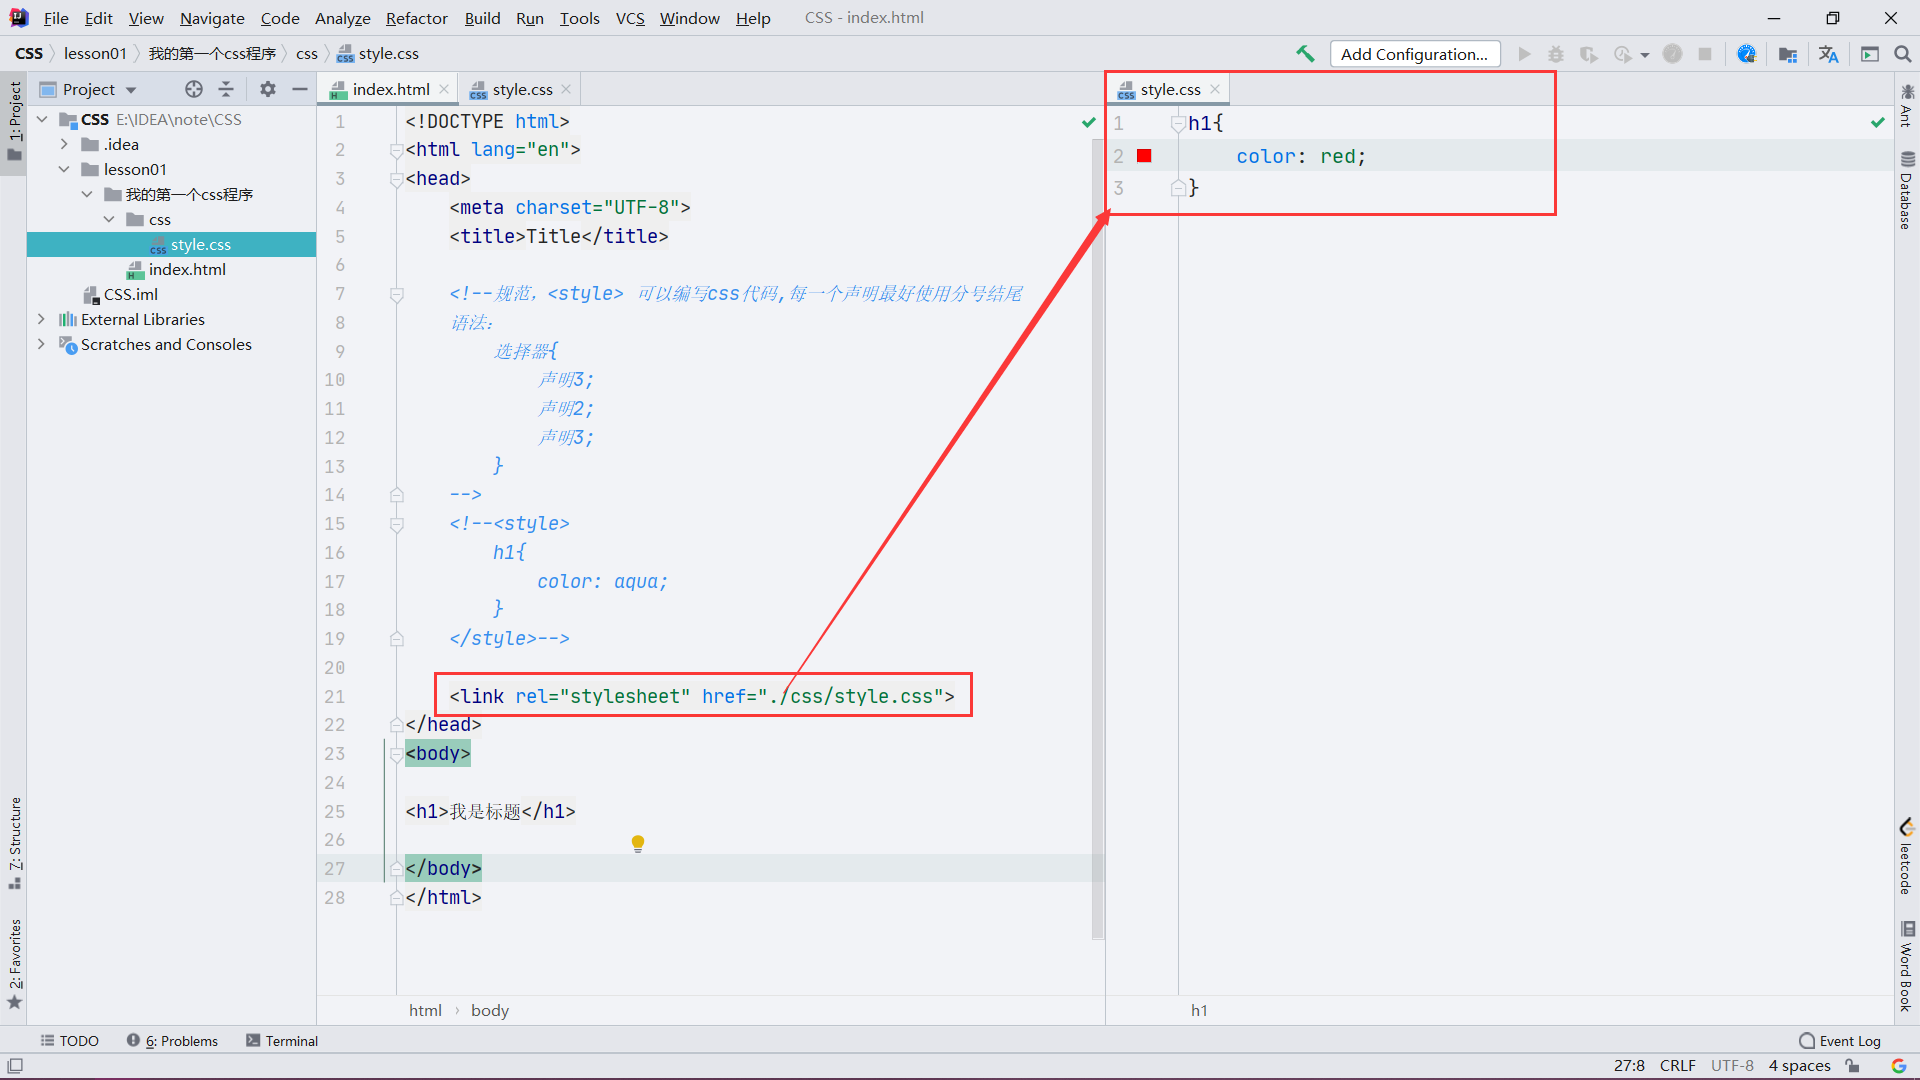 File Edit View Navigate Code Analyze Refactor Build Run Tools VCS Window Help CSS - index.html
CSS lesson01 我的第一个css程序 css style.css Add Configuration...
Project
index.html
style.css
style.css
1: Project
CSS E:\IDEA\note\CSS
.idea
lesson01
我的第一个css程序
css
style.css
index.html
CSS.iml
External Libraries
Scratches and Consoles
7: Structure
2: Favorites
1 <!DOCTYPE html>
2 <html lang="en">
3 <head>
4 <meta charset="UTF-8">
5 <title>Title</title>
6
7 <!--规范，<style> 可以编写css代码,每一个声明最好使用分号结尾
8 语法:
9 选择器{
10 声明3;
11 声明2;
12 声明3;
13 }
14 -->
15 <!--<style>
16 h1{
17 color: aqua;
18 }
19 </style>-->
20
21 <link rel="stylesheet" href="./css/style.css">
22 </head>
23 <body>
24
25 <h1>我是标题</h1>
26
27 </body>
28 </html>
html › body
1 h1{
2 color: red;
3 }
h1
Ant
Database
leetcode
Word Book
TODO 6: Problems Terminal Event Log
27:8 CRLF UTF-8 4 spaces